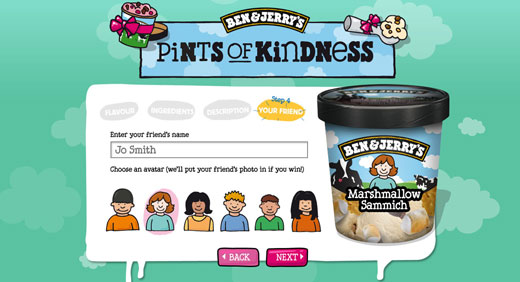 BEN & JERRY'S
PiNTS OF KiNDNESS
FLAVOUR
INGREDIENTS
DESCRIPTION
Step 4
YOUR FRIEND
Enter your friend's name
Jo Smith
Choose an avatar (we'll put your friend's photo in if you win!)
BACK
NEXT
BEN & JERRY'S
Marshmallow
Sammich